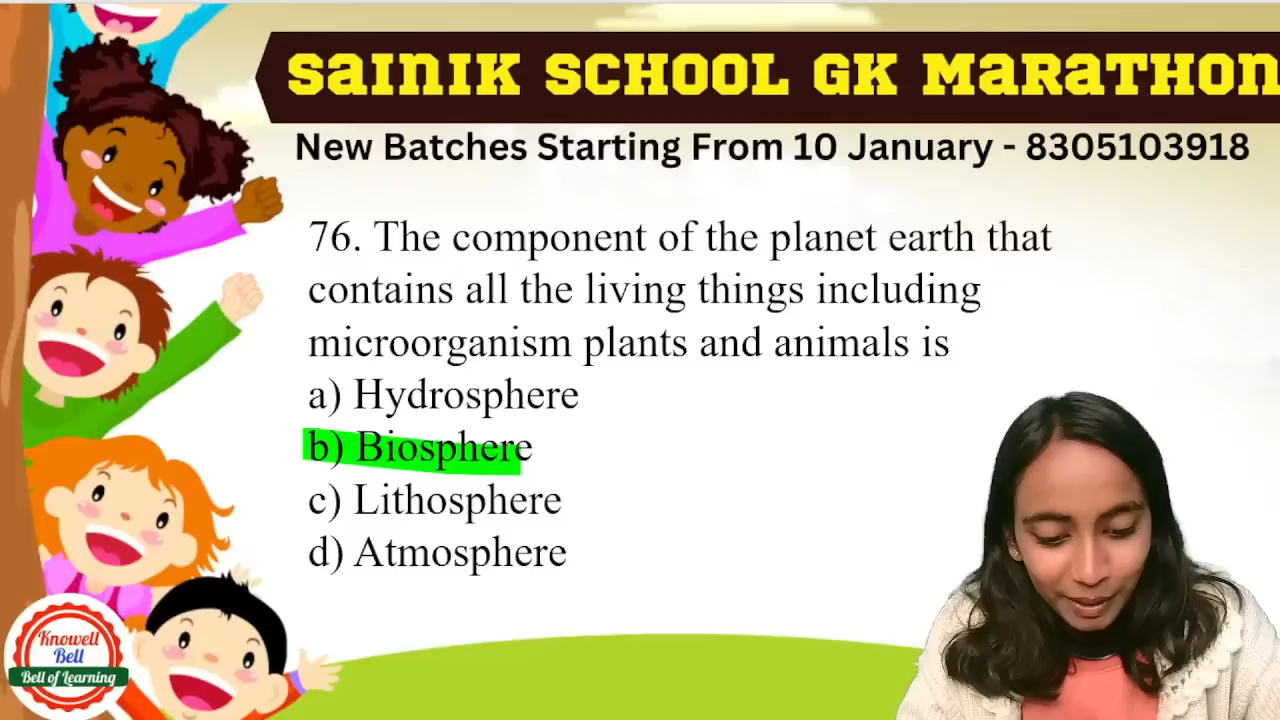 SAINIK SCHOOL GK MARATHON
New Batches Starting From 10 January - 8305103918
76. The component of the planet earth that
contains all the living things including
microorganism plants and animals is
a) Hydrosphere
b) Biosphere
c) Lithosphere
d) Atmosphere
Knowell
Bell
Bell of Learning